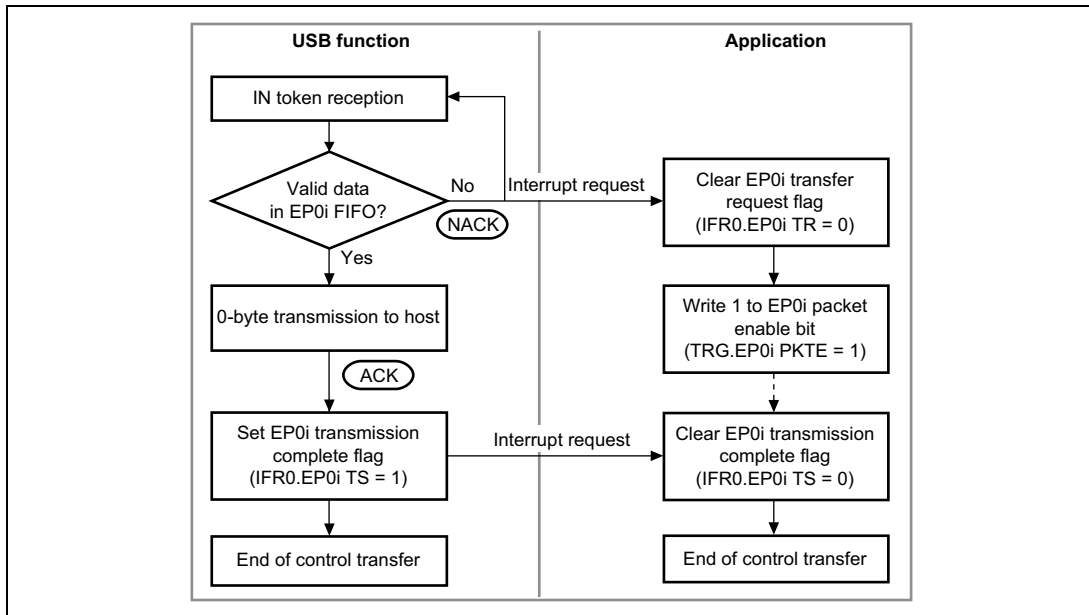 USB function
Application
IN token reception
Valid data
in EP0i FIFO?
No
NACK
Interrupt request
Clear EP0i transfer
request flag
(IFR0.EP0i TR = 0)
Yes
0-byte transmission to host
Write 1 to EP0i packet
enable bit
(TRG.EP0i PKTE = 1)
ACK
Set EP0i transmission
complete flag
(IFR0.EP0i TS = 1)
Interrupt request
Clear EP0i transmission
complete flag
(IFR0.EP0i TS = 0)
End of control transfer
End of control transfer